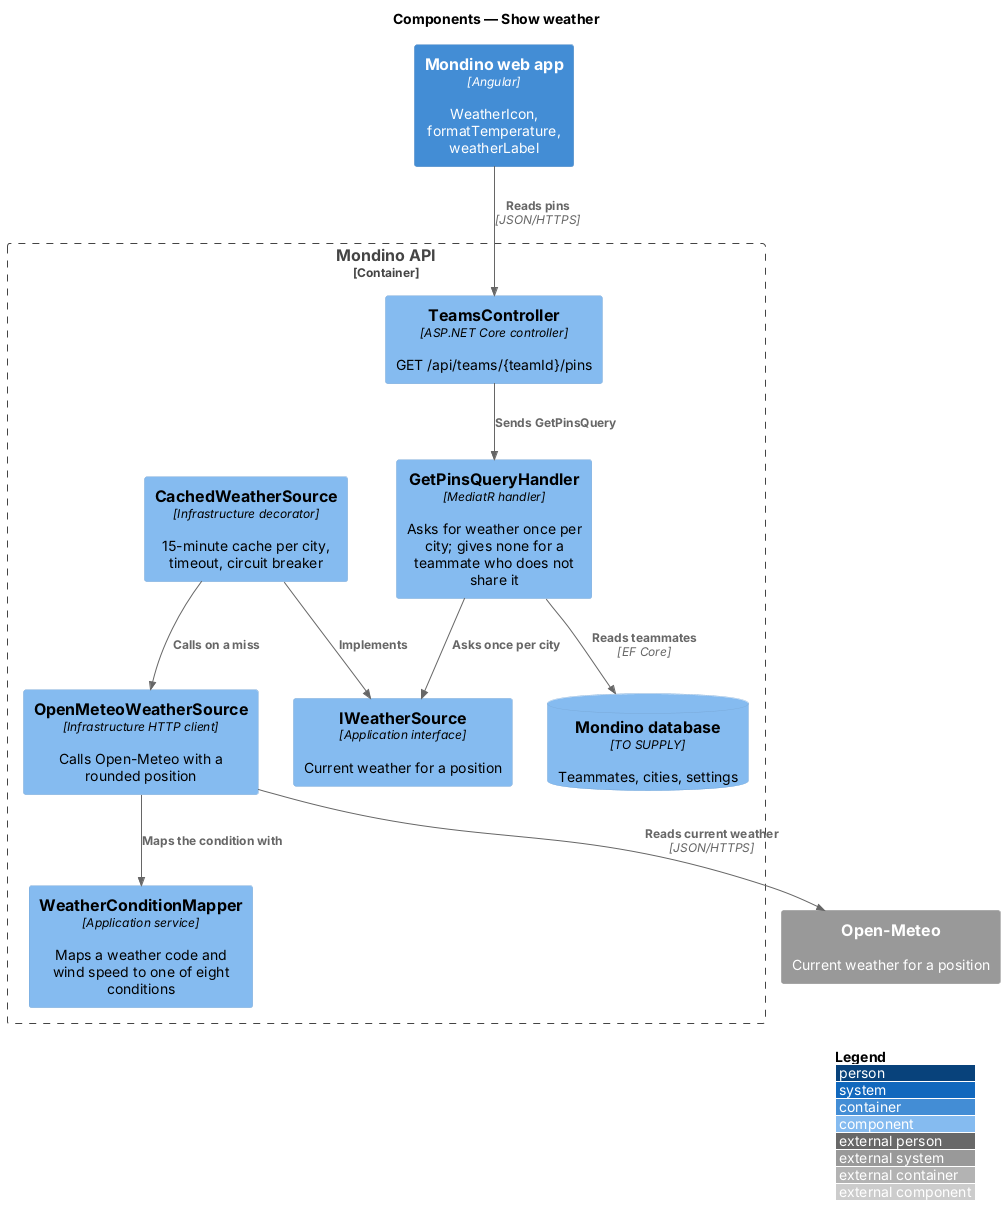 Components — Show weather
Mondino web app
[Angular]
WeatherIcon,
formatTemperature,
weatherLabel
Reads pins
[JSON/HTTPS]
Mondino API
[Container]
TeamsController
[ASP.NET Core controller]
GET /api/teams/{teamId}/pins
Sends GetPinsQuery
CachedWeatherSource
[Infrastructure decorator]
15-minute cache per city,
timeout, circuit breaker
GetPinsQueryHandler
[MediatR handler]
Asks for weather once per
city; gives none for a
teammate who does not
share it
Calls on a miss
Implements
Asks once per city
Reads teammates
[EF Core]
OpenMeteoWeatherSource
[Infrastructure HTTP client]
Calls Open-Meteo with a
rounded position
IWeatherSource
[Application interface]
Current weather for a position
Mondino database
[TO SUPPLY]
Teammates, cities, settings
Maps the condition with
Reads current weather
[JSON/HTTPS]
WeatherConditionMapper
[Application service]
Maps a weather code and
wind speed to one of eight
conditions
Open-Meteo
Current weather for a position
Legend
person
system
container
component
external person
external system
external container
external component